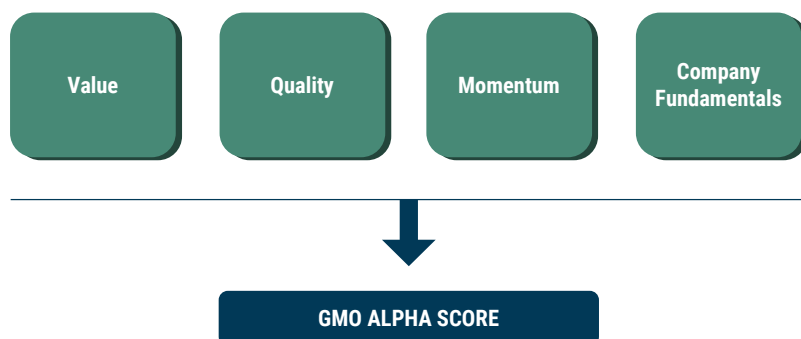 Value
Quality
Momentum
Company
Fundamentals
GMO ALPHA SCORE